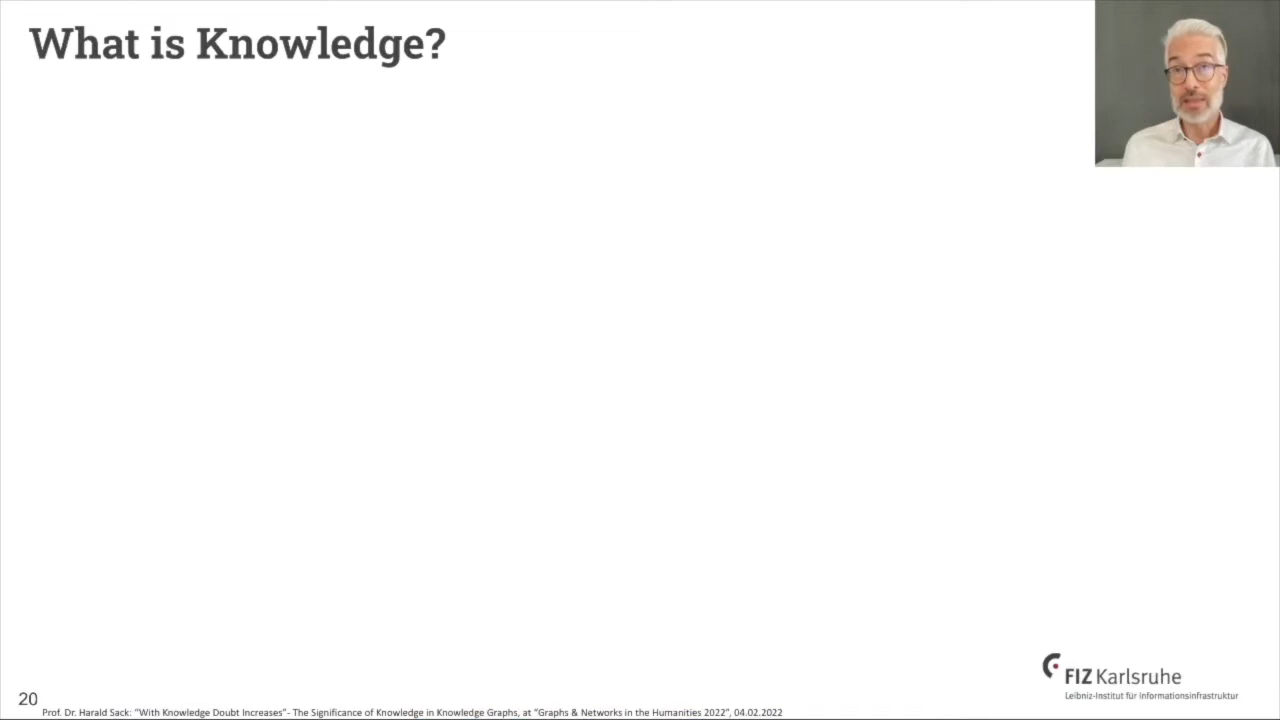 What is Knowledge?
FIZ Karlsruhe
Leibniz-Institut für Informationsinfrastruktur
20
Prof. Dr. Harald Sack: “With Knowledge Doubt Increases”- The Significance of Knowledge in Knowledge Graphs, at “Graphs & Networks in the Humanities 2022”, 04.02.2022